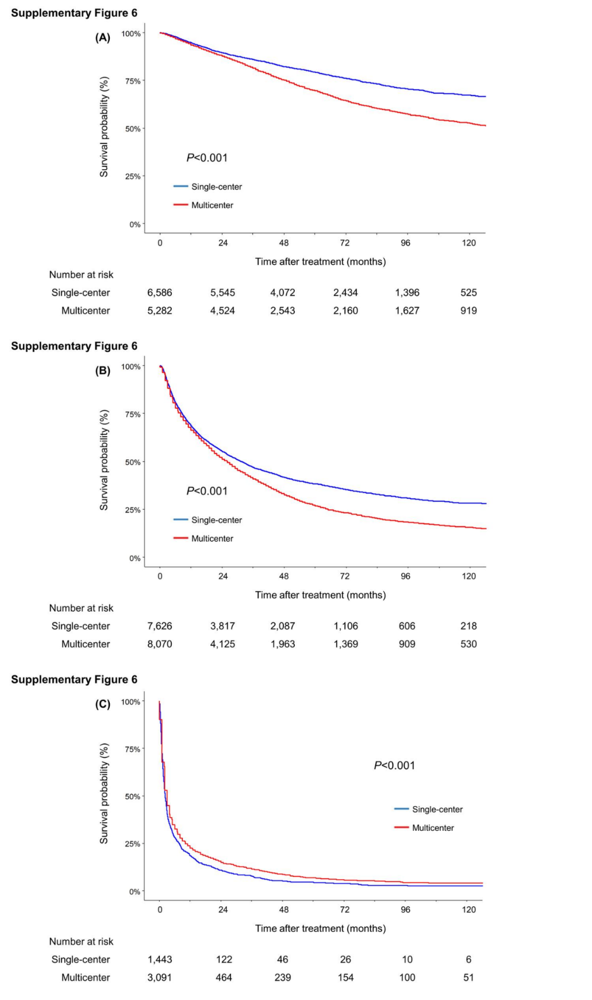 Supplementary Figure 6
(A)
100%
75%
50%
25%
0%
Survival probability (%)
P<0.001
Single-center
Multicenter
0 24 48 72 96 120
Time after treatment (months)
Number at risk
Single-center 6,586 5,545 4,072 2,434 1,396 525
Multicenter 5,282 4,524 2,543 2,160 1,627 919
Supplementary Figure 6
(B)
100%
75%
50%
25%
0%
Survival probability (%)
P<0.001
Single-center
Multicenter
0 24 48 72 96 120
Time after treatment (months)
Number at risk
Single-center 7,626 3,817 2,087 1,106 606 218
Multicenter 8,070 4,125 1,963 1,369 909 530
Supplementary Figure 6
(C)
100%
75%
50%
25%
0%
Survival probability (%)
P<0.001
Single-center
Multicenter
0 24 48 72 96 120
Time after treatment (months)
Number at risk
Single-center 1,443 122 46 26 10 6
Multicenter 3,091 464 239 154 100 51